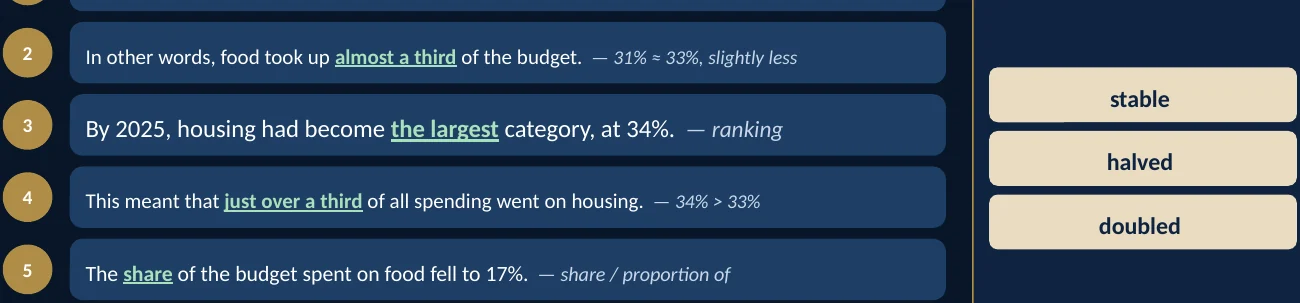 2 In other words, food took up almost a third of the budget. — 31% ≈ 33%, slightly less
3 By 2025, housing had become the largest category, at 34%. — ranking
4 This meant that just over a third of all spending went on housing. — 34% > 33%
5 The share of the budget spent on food fell to 17%. — share / proportion of
stable
halved
doubled